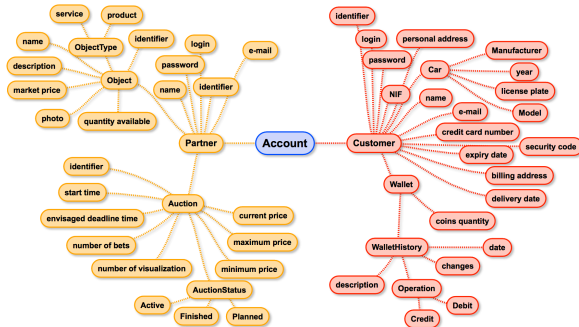 service
product
identifier
name
ObjectType
identifier
login
e-mail
personal address
login
Manufacturer
description
Object
password
password
Car
year
market price
name
identifier
NIF
license plate
name
Model
photo
quantity available
e-mail
credit card number
Partner
Account
Customer
security code
expiry date
identifier
billing address
Wallet
start time
Auction
delivery date
envisaged deadline time
current price
coins quantity
number of bets
maximum price
WalletHistory
date
number of visualization
minimum price
changes
AuctionStatus
description
Operation
Active
Debit
Finished
Planned
Credit